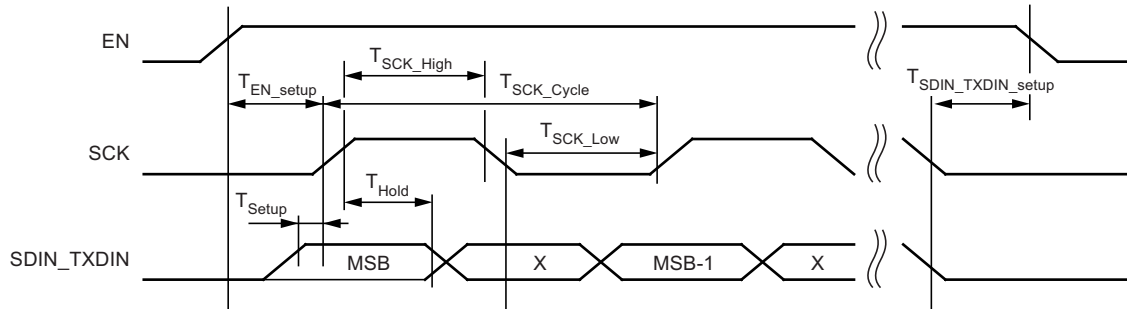 EN
T_SCK_High
T_EN_setup
T_SCK_Cycle
T_SDIN_TXDIN_setup
SCK
T_SCK_Low
T_Hold
T_Setup
SDIN_TXDIN
MSB
X
MSB-1
X